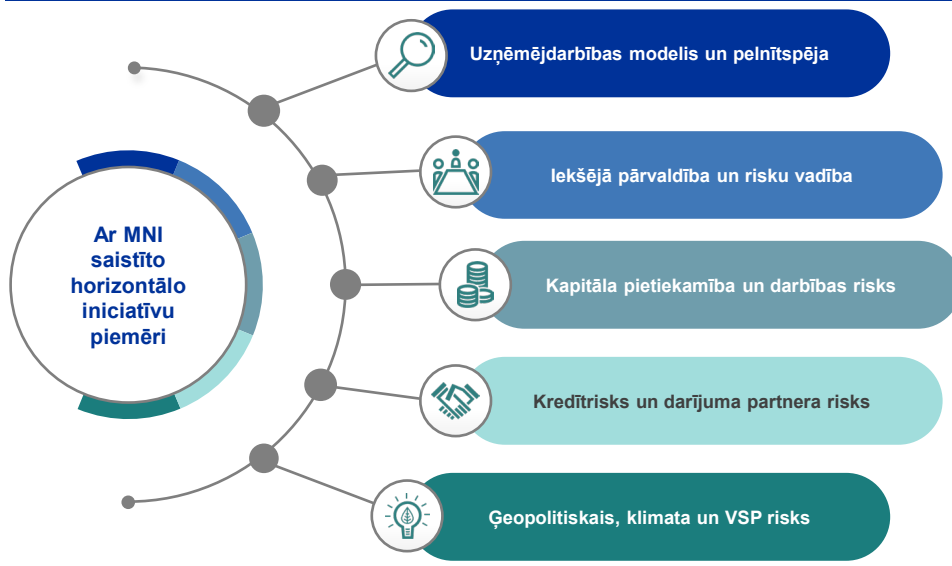 Uzņēmējdarbības modelis un pelnītspēja
Iekšējā pārvaldība un risku vadība
Ar MNI
saistīto
horizontālo
iniciatīvu
piemēri
Kapitāla pietiekamība un darbības risks
Kredītrisks un darījuma partnera risks
Ģeopolitiskais, klimata un VSP risks